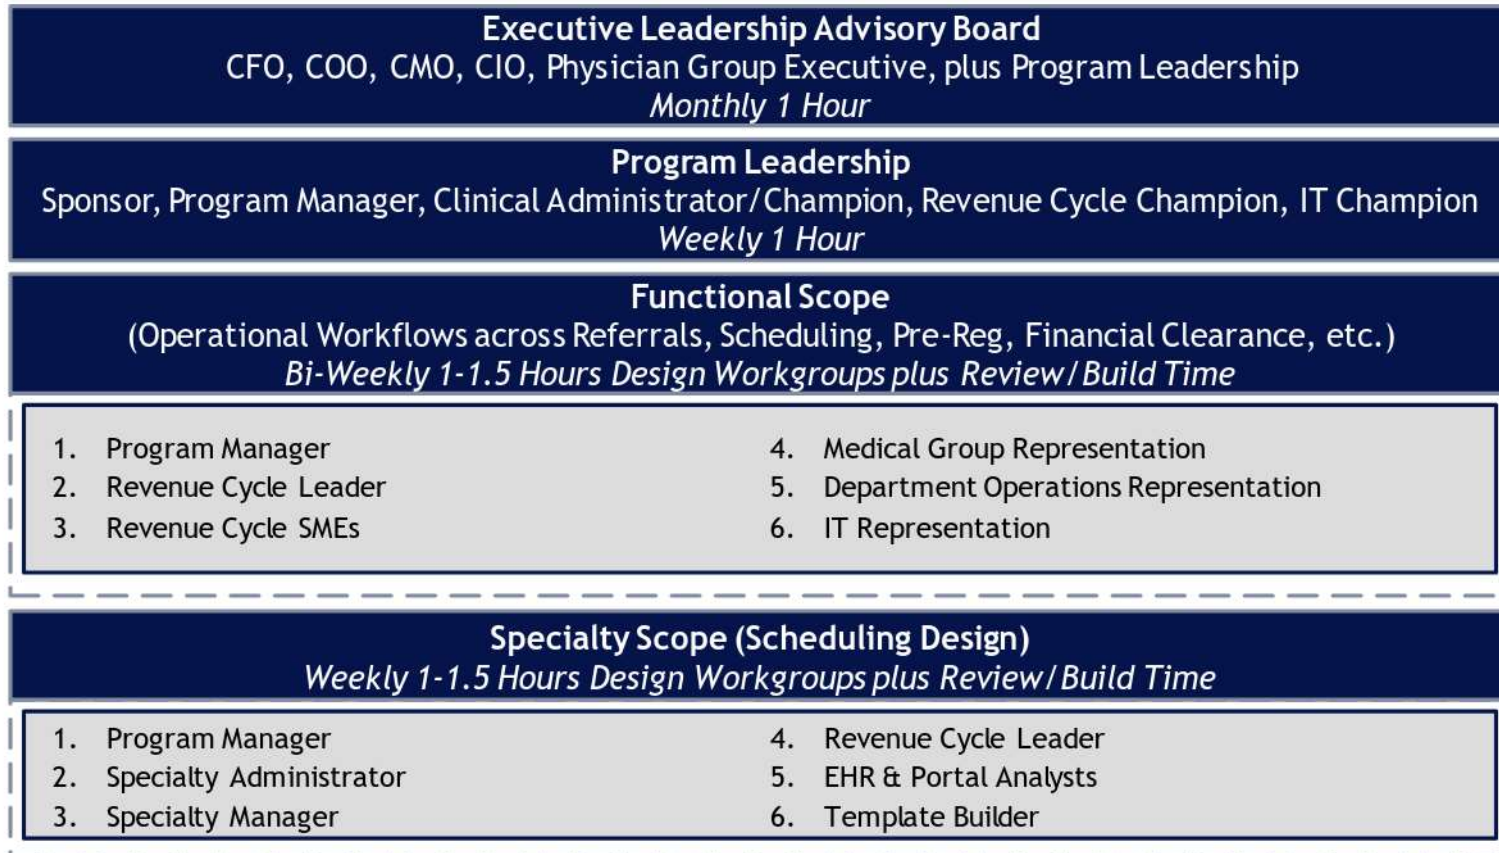 Executive Leadership Advisory Board
CFO, COO, CMO, CIO, Physician Group Executive, plus Program Leadership
Monthly 1 Hour
Program Leadership
Sponsor, Program Manager, Clinical Administrator/Champion, Revenue Cycle Champion, IT Champion
Weekly 1 Hour
Functional Scope
(Operational Workflows across Referrals, Scheduling, Pre-Reg, Financial Clearance, etc.)
Bi-Weekly 1-1.5 Hours Design Workgroups plus Review/Build Time
1. Program Manager
2. Revenue Cycle Leader
3. Revenue Cycle SMEs
4. Medical Group Representation
5. Department Operations Representation
6. IT Representation
Specialty Scope (Scheduling Design)
Weekly 1-1.5 Hours Design Workgroups plus Review/Build Time
1. Program Manager
2. Specialty Administrator
3. Specialty Manager
4. Revenue Cycle Leader
5. EHR & Portal Analysts
6. Template Builder